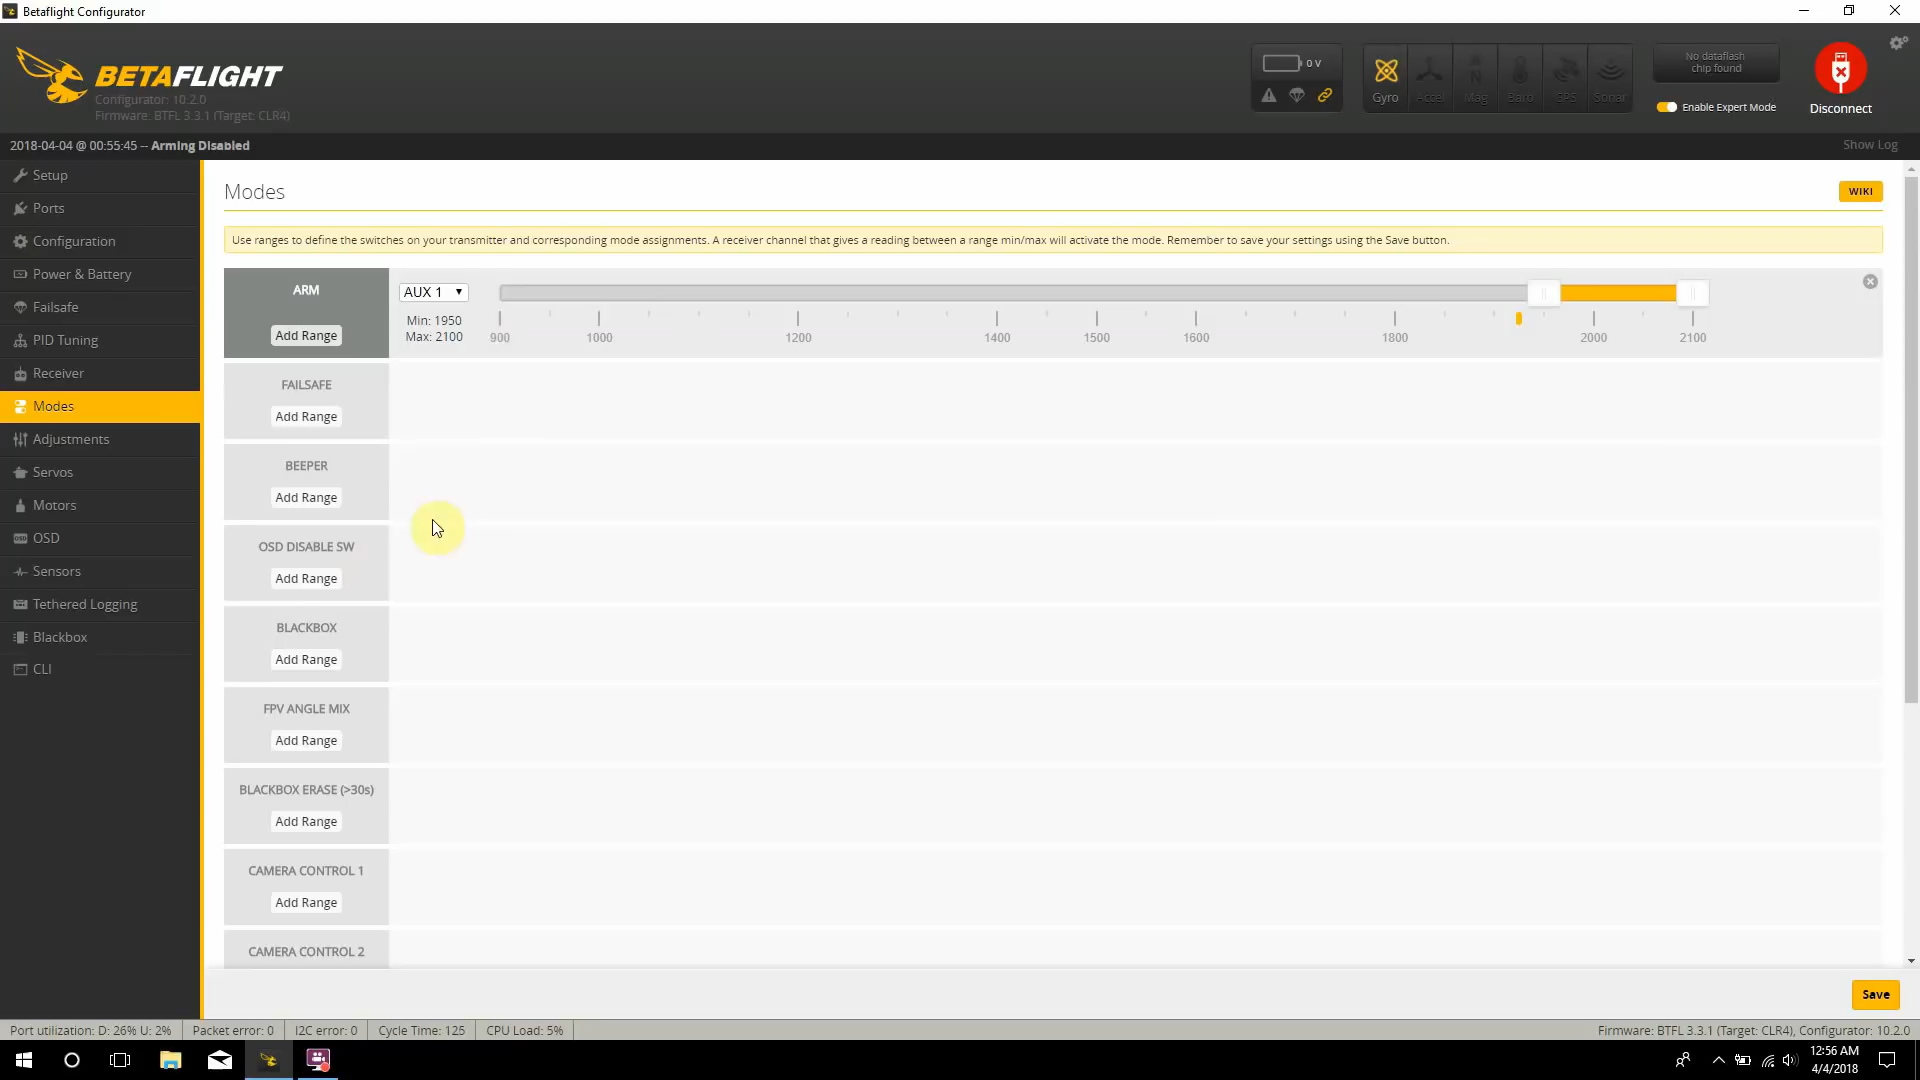 Betaflight Configurator
BETAFLIGHT
Configurator: 10.2.0
Firmware: BTFL 3.3.1 (Target: CLR4)
0 V
Gyro
Accel
Mag
Baro
GPS
Sonar
No dataflash
chip found
Enable Expert Mode
Disconnect
2018-04-04 @ 00:55:45 -- Arming Disabled
Show Log
Setup
Ports
Configuration
Power & Battery
Failsafe
PID Tuning
Receiver
Modes
Adjustments
Servos
Motors
OSD
Sensors
Tethered Logging
Blackbox
CLI
Modes
WIKI
Use ranges to define the switches on your transmitter and corresponding mode assignments. A receiver channel that gives a reading between a range min/max will activate the mode. Remember to save your settings using the Save button.
ARM
Add Range
AUX 1
Min: 1950
Max: 2100
900 1000 1200 1400 1500 1600 1800 2000 2100
FAILSAFE
Add Range
BEEPER
Add Range
OSD DISABLE SW
Add Range
BLACKBOX
Add Range
FPV ANGLE MIX
Add Range
BLACKBOX ERASE (>30s)
Add Range
CAMERA CONTROL 1
Add Range
CAMERA CONTROL 2
Save
Port utilization: D: 26% U: 2% Packet error: 0 I2C error: 0 Cycle Time: 125 CPU Load: 5% Firmware: BTFL 3.3.1 (Target: CLR4), Configurator: 10.2.0
12:56 AM
4/4/2018